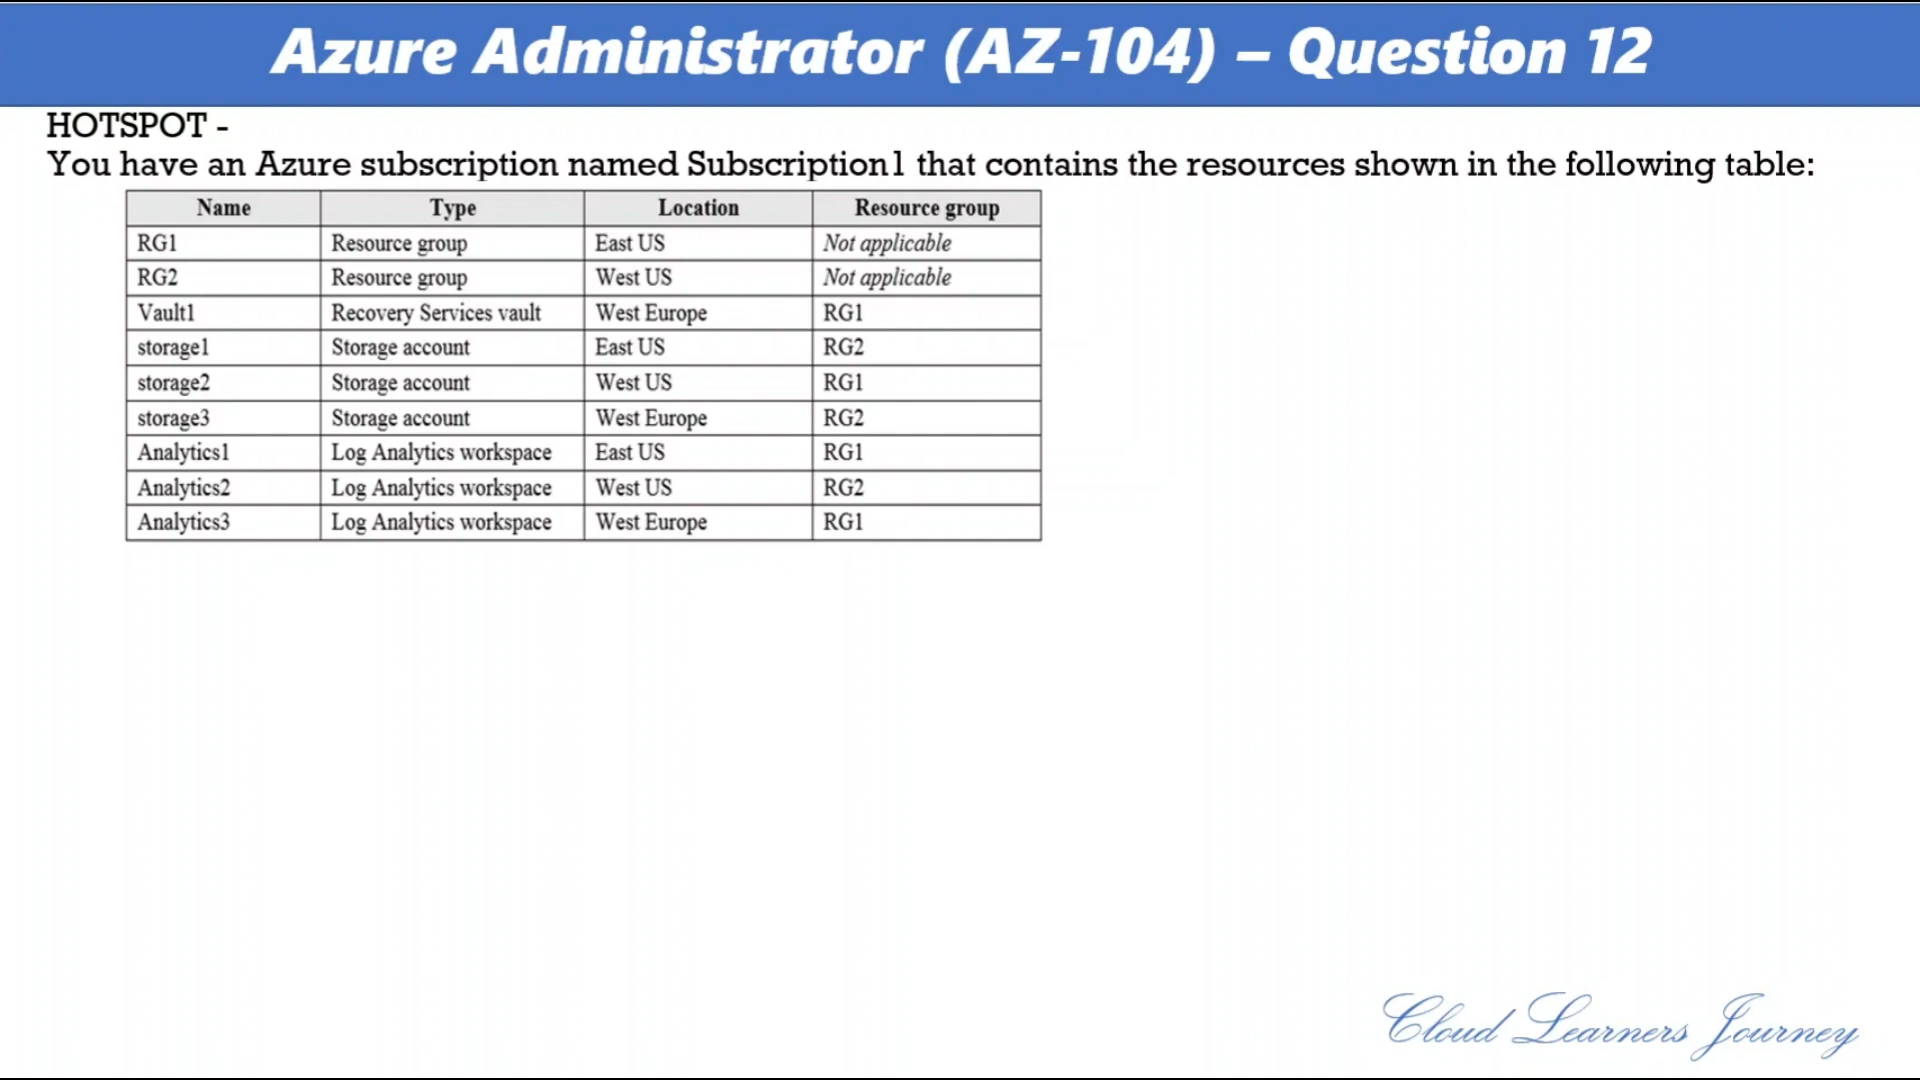 Azure Administrator (AZ-104) – Question 12
HOTSPOT -
You have an Azure subscription named Subscription1 that contains the resources shown in the following table:
Name Type Location Resource group
RG1 Resource group East US Not applicable
RG2 Resource group West US Not applicable
Vault1 Recovery Services vault West Europe RG1
storage1 Storage account East US RG2
storage2 Storage account West US RG1
storage3 Storage account West Europe RG2
Analytics1 Log Analytics workspace East US RG1
Analytics2 Log Analytics workspace West US RG2
Analytics3 Log Analytics workspace West Europe RG1
Cloud Learners Journey